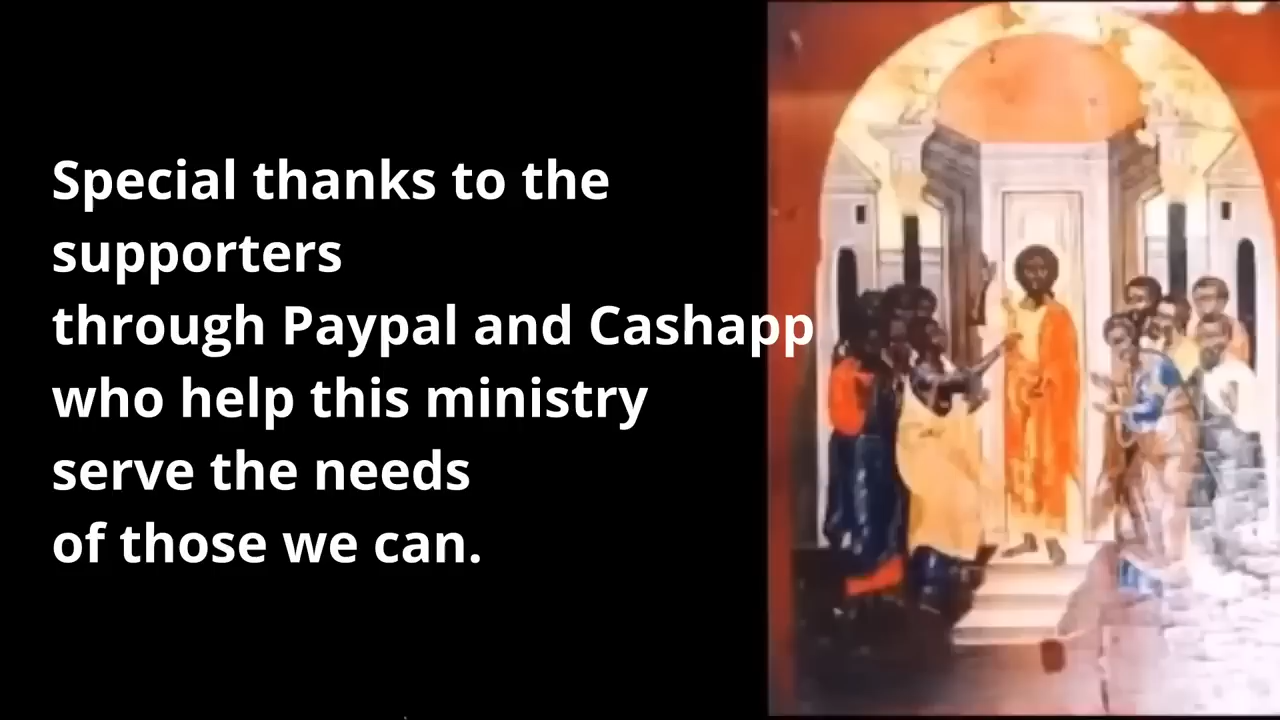 Special thanks to the
supporters
through Paypal and Cashapp
who help this ministry
serve the needs
of those we can.